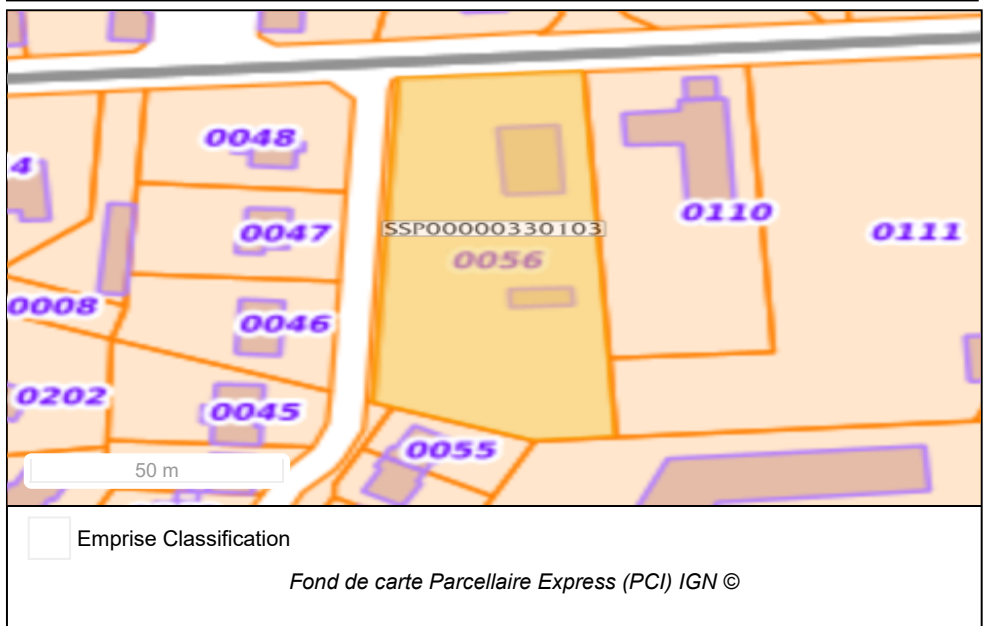 0048
4
0110
0047
0111
SSP00000330103
0056
0008
0046
0202
0045
0055
50 m
Emprise Classification
Fond de carte Parcellaire Express (PCI) IGN ©